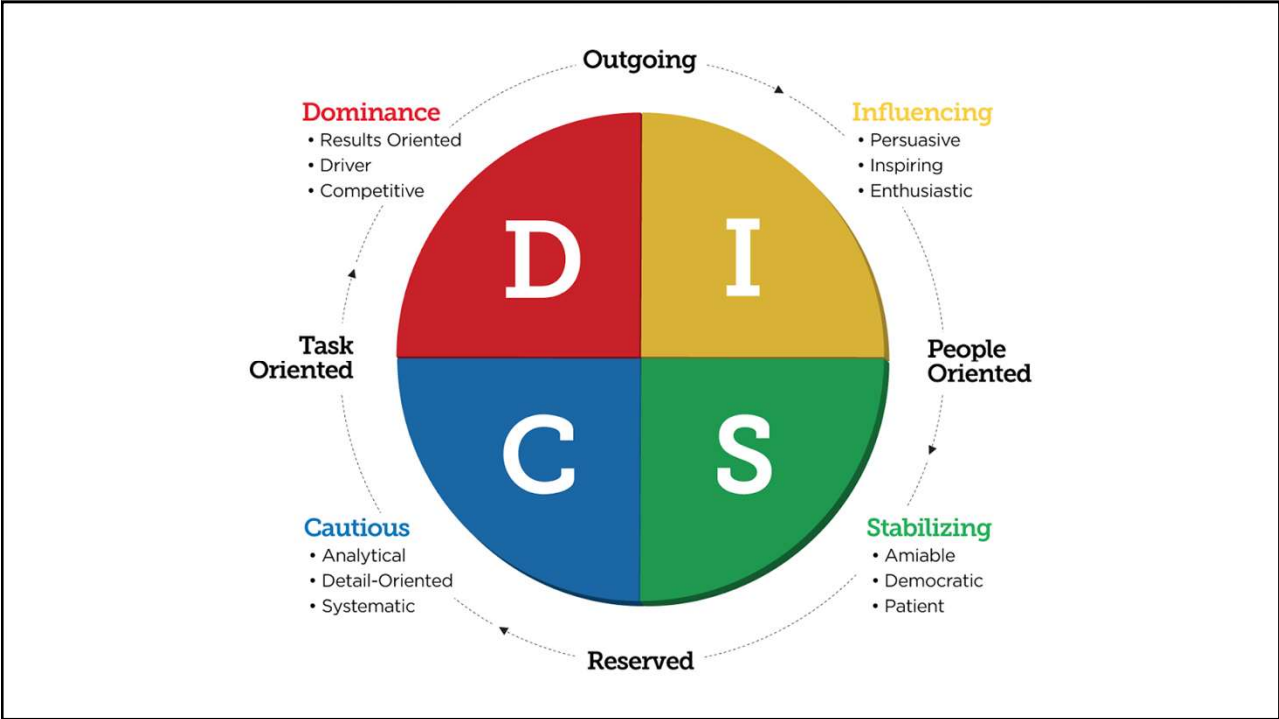 Outgoing
Dominance
• Results Oriented
• Driver
• Competitive
Influencing
• Persuasive
• Inspiring
• Enthusiastic
D
I
Task
Oriented
People
Oriented
C
S
Cautious
• Analytical
• Detail-Oriented
• Systematic
Stabilizing
• Amiable
• Democratic
• Patient
Reserved